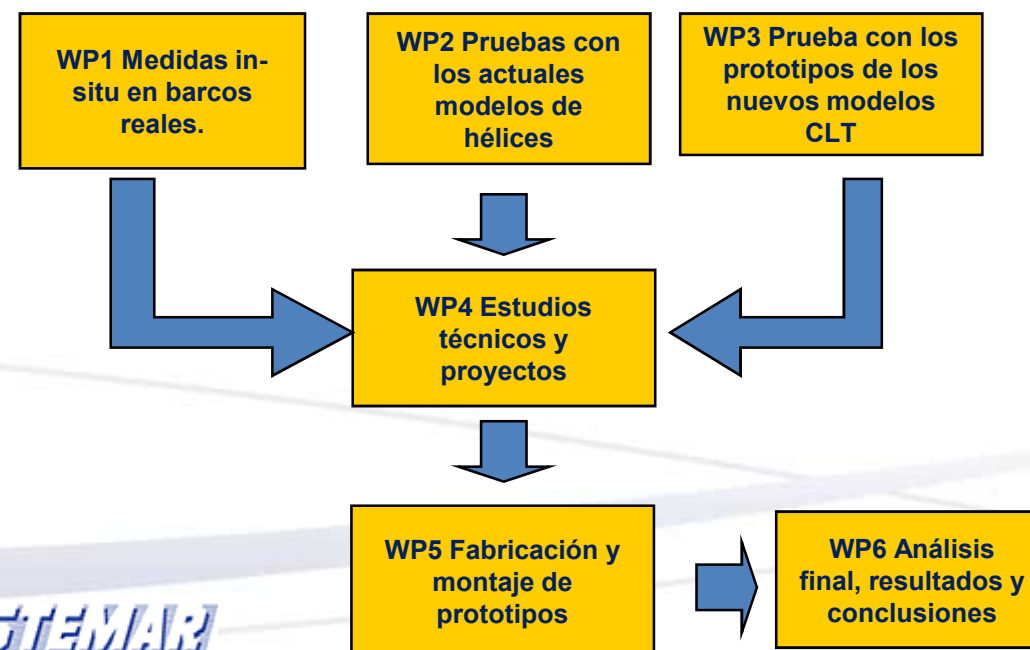 WP1 Medidas in-
situ en barcos
reales.
WP2 Pruebas con
los actuales
modelos de
hélices
WP3 Prueba con los
prototipos de los
nuevos modelos
CLT
WP4 Estudios
técnicos y
proyectos
WP5 Fabricación y
montaje de
prototipos
WP6 Análisis
final, resultados y
conclusiones
STEMAR